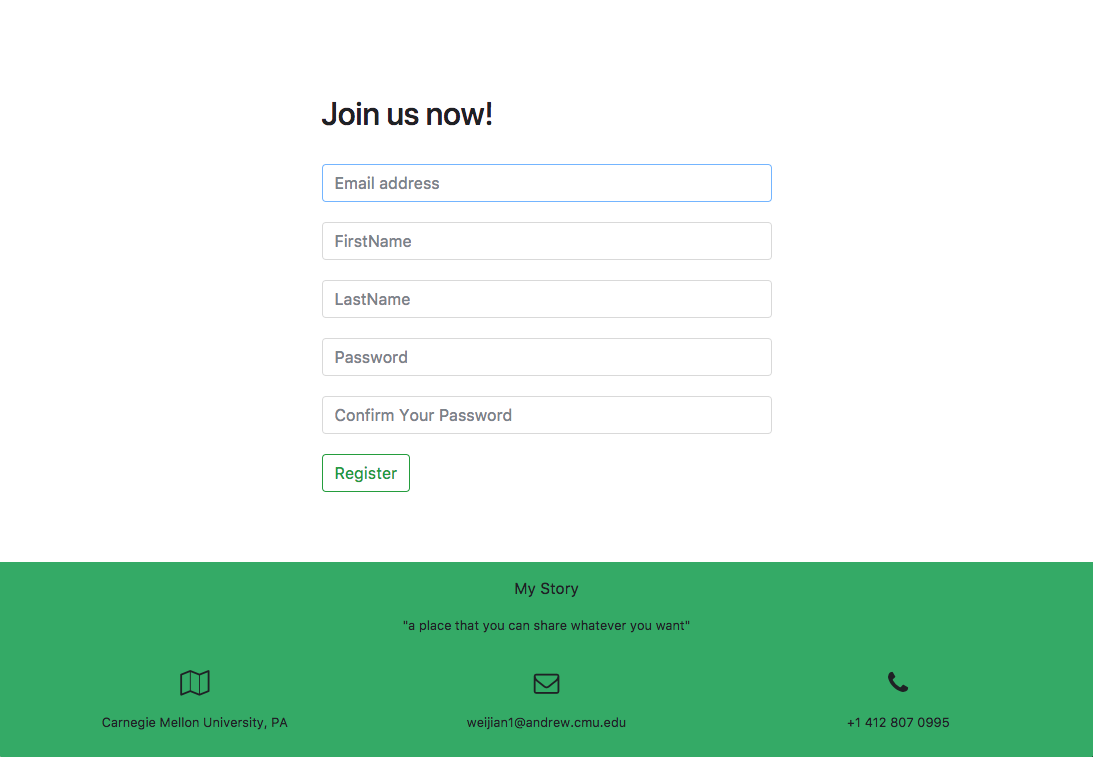 Join us now!
Email address
FirstName
LastName
Password
Confirm Your Password
Register
My Story
"a place that you can share whatever you want"
Carnegie Mellon University, PA
weijian1@andrew.cmu.edu
+1 412 807 0995